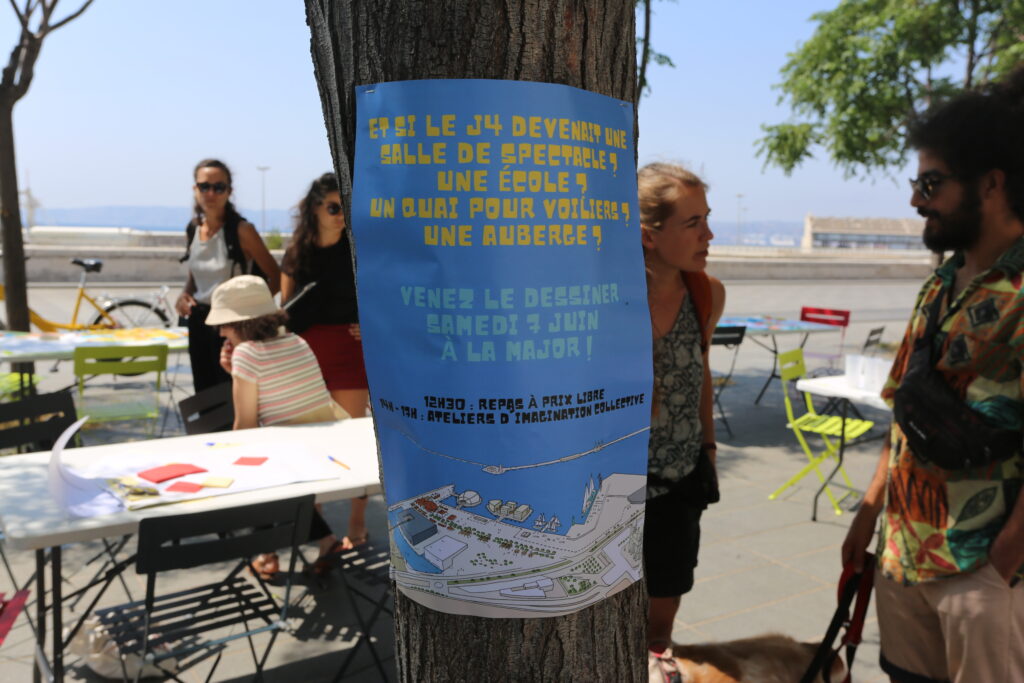 ET SI LE J4 DEVENAIT UNE
SALLE DE SPECTACLE ?
UNE ÉCOLE ?
UN QUAI POUR VOILIERS ?
UNE AUBERGE ?
VENEZ LE DESSINER
SAMEDI 7 JUIN
À LA MAJOR !
12H30 : REPAS À PRIX LIBRE
14H - 19H : ATELIERS D'IMAGINATION COLLECTIVE